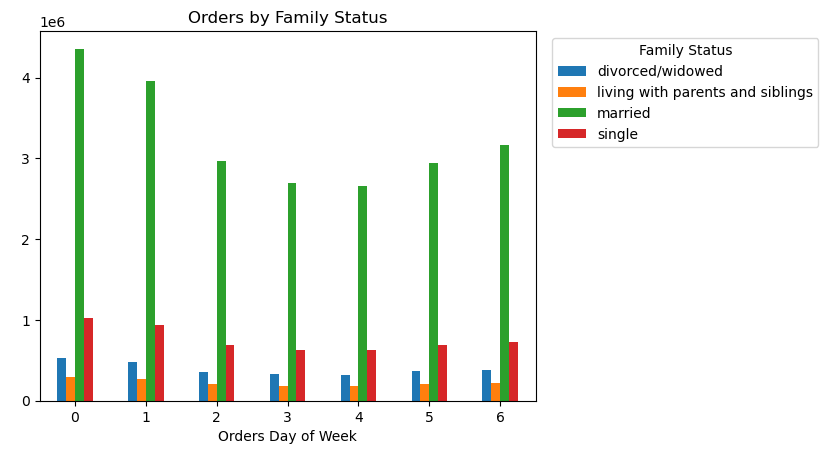 Orders by Family Status
1e6
4
3
2
1
0
0 1 2 3 4 5 6
Orders Day of Week
Family Status
divorced/widowed
living with parents and siblings
married
single